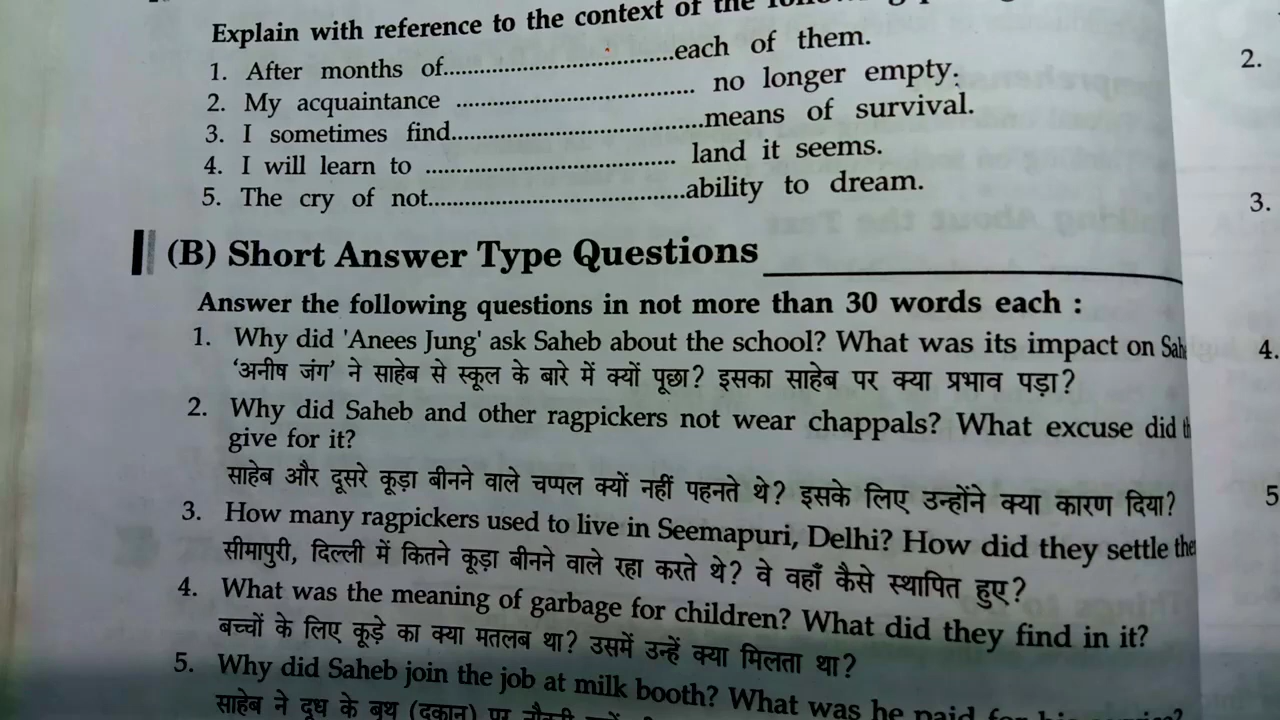 Explain with reference to the context of the
1. After months of..............................each of them.
2. My acquaintance .............................. no longer empty.
3. I sometimes find..............................means of survival.
4. I will learn to .............................. land it seems.
5. The cry of not..............................ability to dream.
(B) Short Answer Type Questions
Answer the following questions in not more than 30 words each :
1. Why did 'Anees Jung' ask Saheb about the school? What was its impact on Sah
‘अनीष जंग’ ने साहेब से स्कूल के बारे में क्यों पूछा? इसका साहेब पर क्या प्रभाव पड़ा?
2. Why did Saheb and other ragpickers not wear chappals? What excuse did th
give for it?
साहेब और दूसरे कूड़ा बीनने वाले चप्पल क्यों नहीं पहनते थे? इसके लिए उन्होंने क्या कारण दिया?
3. How many ragpickers used to live in Seemapuri, Delhi? How did they settle the
सीमापुरी, दिल्ली में कितने कूड़ा बीनने वाले रहा करते थे? वे वहाँ कैसे स्थापित हुए?
4. What was the meaning of garbage for children? What did they find in it?
बच्चों के लिए कूड़े का क्या मतलब था? उसमें उन्हें क्या मिलता था?
5. Why did Saheb join the job at milk booth? What was he paid for
साहेब ने दूध के बूथ (दुकान) पर नौकरी
2.
3.
4.
5